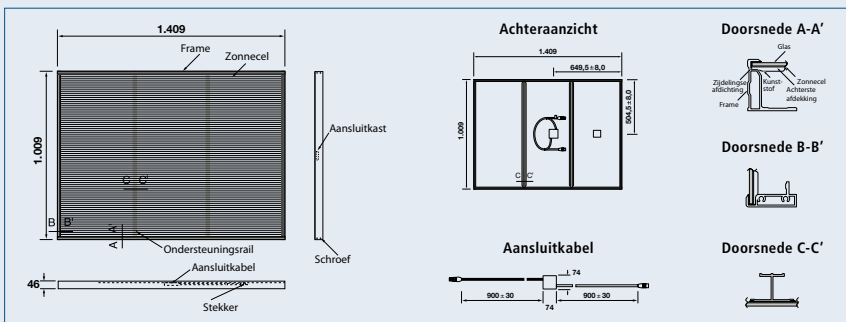 1.409
Frame
Zonnecel
1.009
Aansluitkast
C C'
B B'
A A'
Ondersteuningsrail
Aansluitkabel
Schroef
46
Stekker
Achteraanzicht
1.409
649,5±8,0
504,5±8,0
1.009
C C'
Aansluitkabel
74
900±30
900±30
74
Doorsnede A-A'
Glas
Zijdelingse
afdichting
Kunst-
stof
Zonnecel
Achterste
afdekking
Frame
Doorsnede B-B'
Doorsnede C-C'